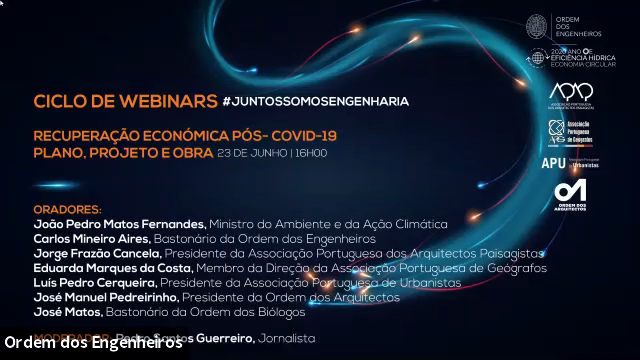 ORDEM
DOS
ENGENHEIROS
EFICIÊNCIA HÍDRICA
ECONOMIA CIRCULAR
CICLO DE WEBINARS #JUNTOSSOMOSENGENHARIA
RECUPERAÇÃO ECONÓMICA PÓS- COVID-19
PLANO, PROJETO E OBRA 23 DE JUNHO | 16H00
Associação
Portuguesa
de Geógrafos
APU
Urbanistas
ORDEM DOS
ARQUITECTOS
ORADORES:
João Pedro Matos Fernandes, Ministro do Ambiente e da Ação Climática
Carlos Mineiro Aires, Bastonário da Ordem dos Engenheiros
Jorge Frazão Cancela, Presidente da Associação Portuguesa dos Arquitectos Paisagistas
Eduarda Marques da Costa, Membro da Direção da Associação Portuguesa de Geógrafos
Luís Pedro Cerqueira, Presidente da Associação Portuguesa de Urbanistas
José Manuel Pedreirinho, Presidente da Ordem dos Arquitectos
José Matos, Bastonário da Ordem dos Biólogos
MODERADOR: Pedro Santos Guerreiro, Jornalista
Ordem dos Engenheiros